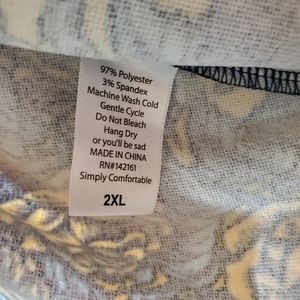 97% Polyester
3% Spandex
Machine Wash Cold
Gentle Cycle
Do Not Bleach
Hang Dry
or you'll be sad
MADE IN CHINA
RN#142161
Simply Comfortable
2XL